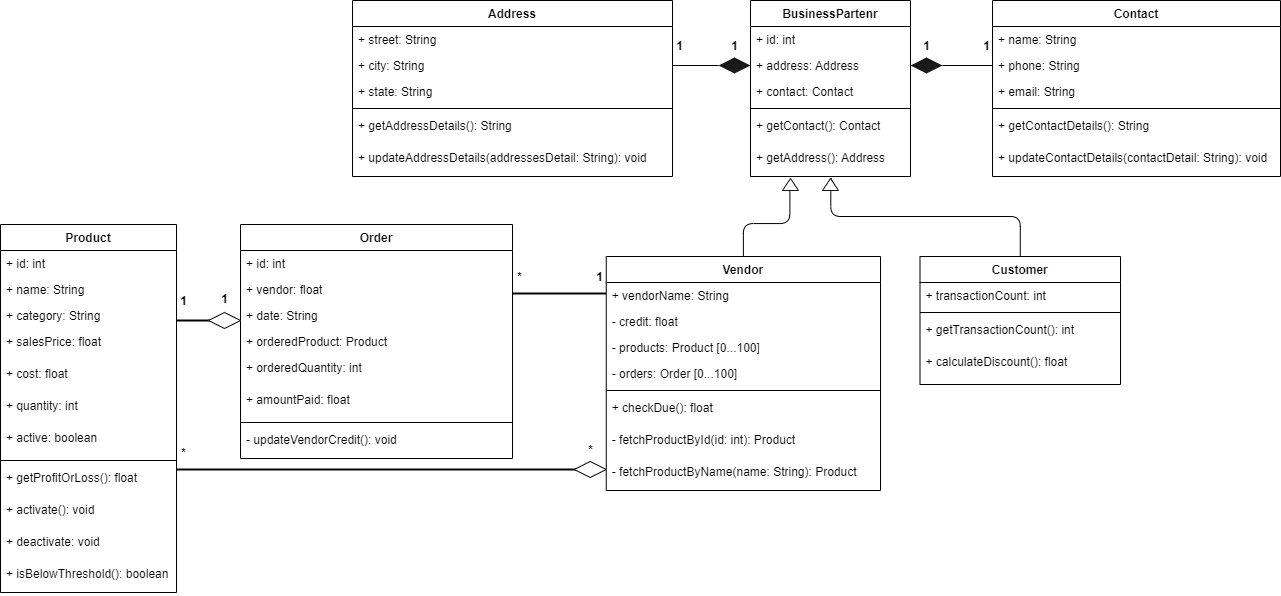 Address
+ street: String
+ city: String
+ state: String
+ getAddressDetails(): String
+ updateAddressDetails(addressesDetail: String): void
1
1
BusinessPartenr
+ id: int
+ address: Address
+ contact: Contact
+ getContact(): Contact
+ getAddress(): Address
1
1
Contact
+ name: String
+ phone: String
+ email: String
+ getContactDetails(): String
+ updateContactDetails(contactDetail: String): void
Product
+ id: int
+ name: String
+ category: String
+ salesPrice: float
+ cost: float
+ quantity: int
+ active: boolean
+ getProfitOrLoss(): float
+ activate(): void
+ deactivate: void
+ isBelowThreshold(): boolean
1
1
Order
+ id: int
+ vendor: float
+ date: String
+ orderedProduct: Product
+ orderedQuantity: int
+ amountPaid: float
- updateVendorCredit(): void
*
1
*
*
Vendor
+ vendorName: String
- credit: float
- products: Product [0...100]
- orders: Order [0...100]
+ checkDue(): float
- fetchProductById(id: int): Product
- fetchProductByName(name: String): Product
Customer
+ transactionCount: int
+ getTransactionCount(): int
+ calculateDiscount(): float